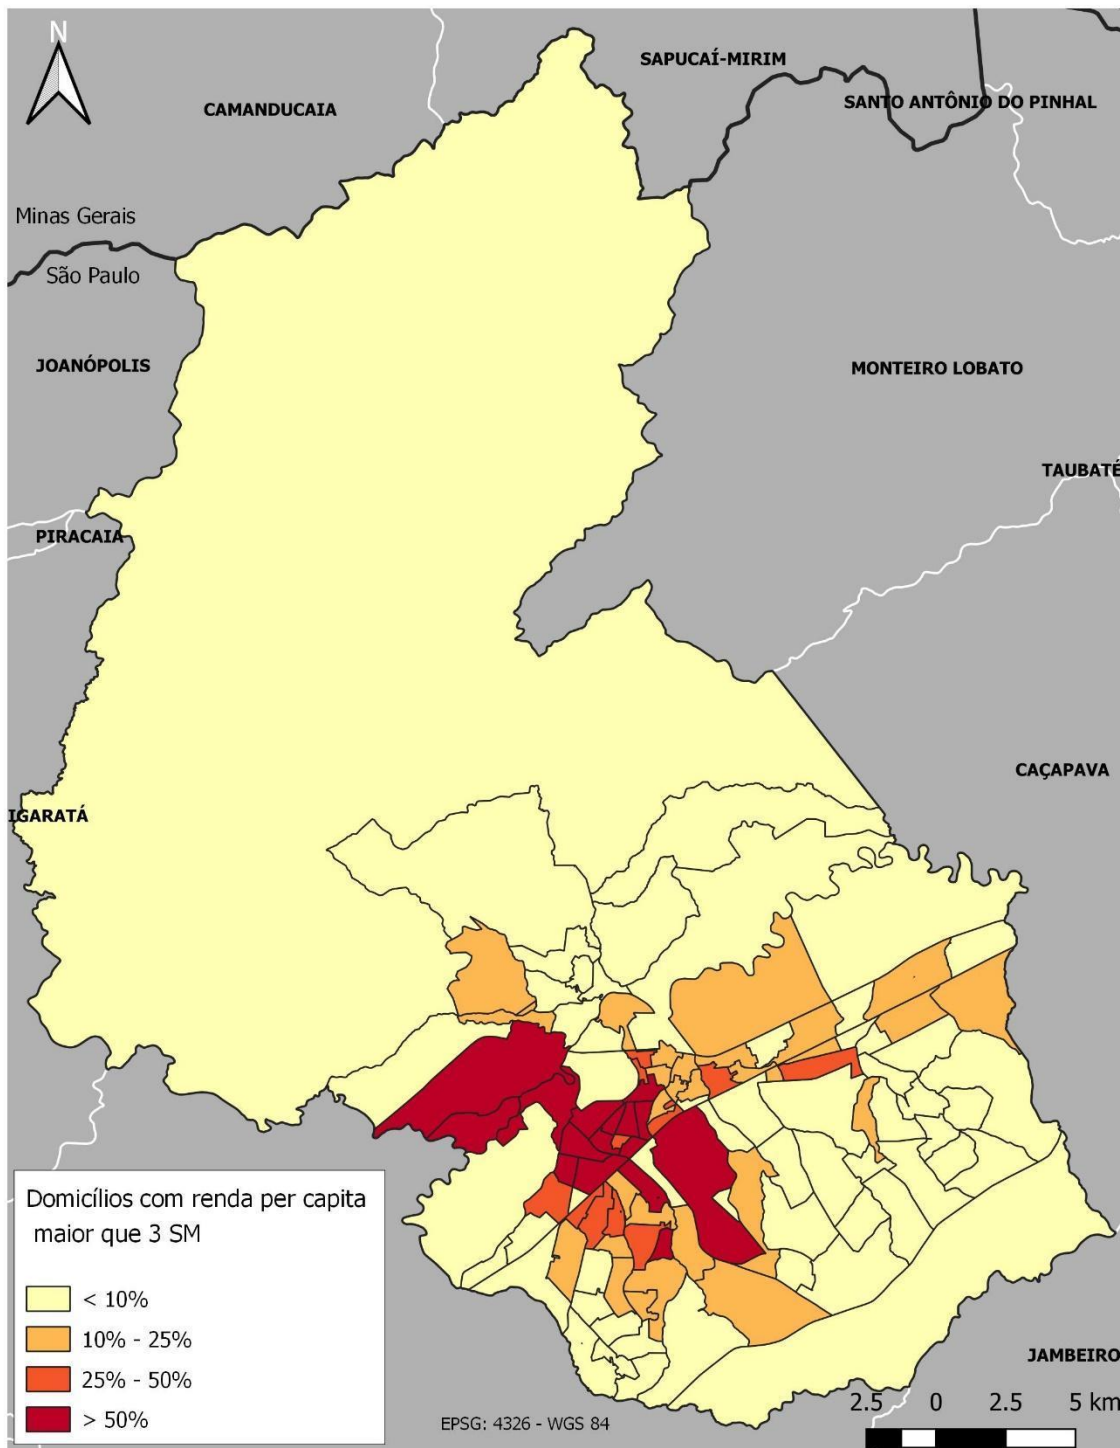 N
SAPUCAÍ-MIRIM
CAMANDUCAIA
SANTO ANTÔNIO DO PINHAL
Minas Gerais
São Paulo
JOANÓPOLIS
MONTEIRO LOBATO
TAUBATÉ
PIRACAIA
CAÇAPAVA
IGARATÁ
Domicílios com renda per capita
maior que 3 SM
< 10%
10% - 25%
25% - 50%
> 50%
JAMBEIRO
2.5 0 2.5 5 km
EPSG: 4326 - WGS 84